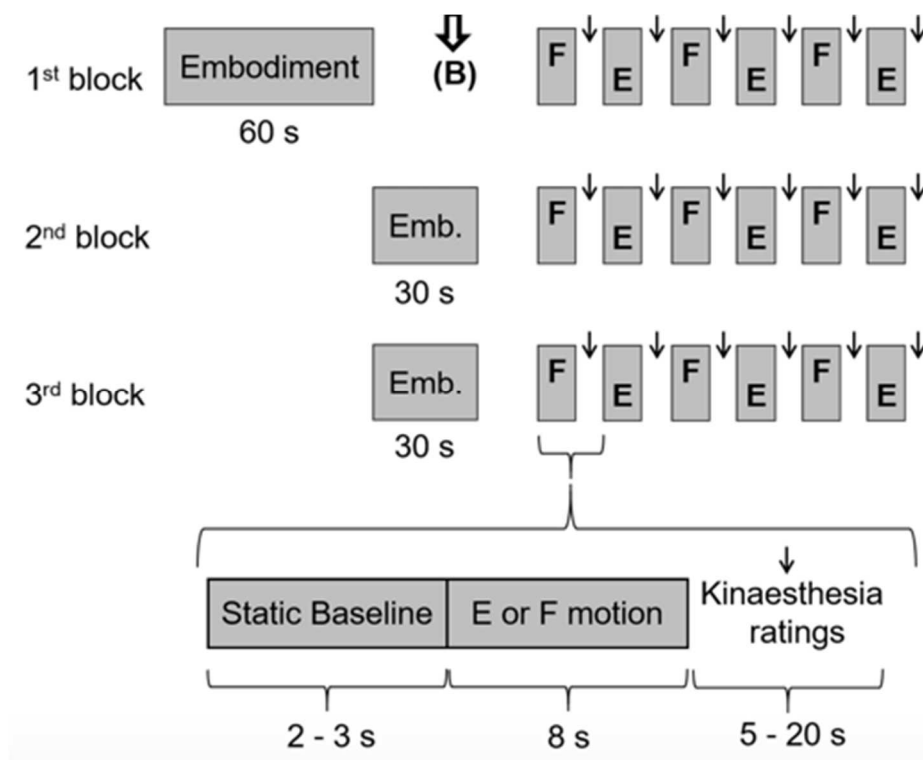 1st block Embodiment (B) F E F E F E
60 s
2nd block Emb. F E F E F E
30 s
3rd block Emb. F E F E F E
30 s
Static Baseline E or F motion Kinaesthesia
ratings
2 - 3 s 8 s 5 - 20 s